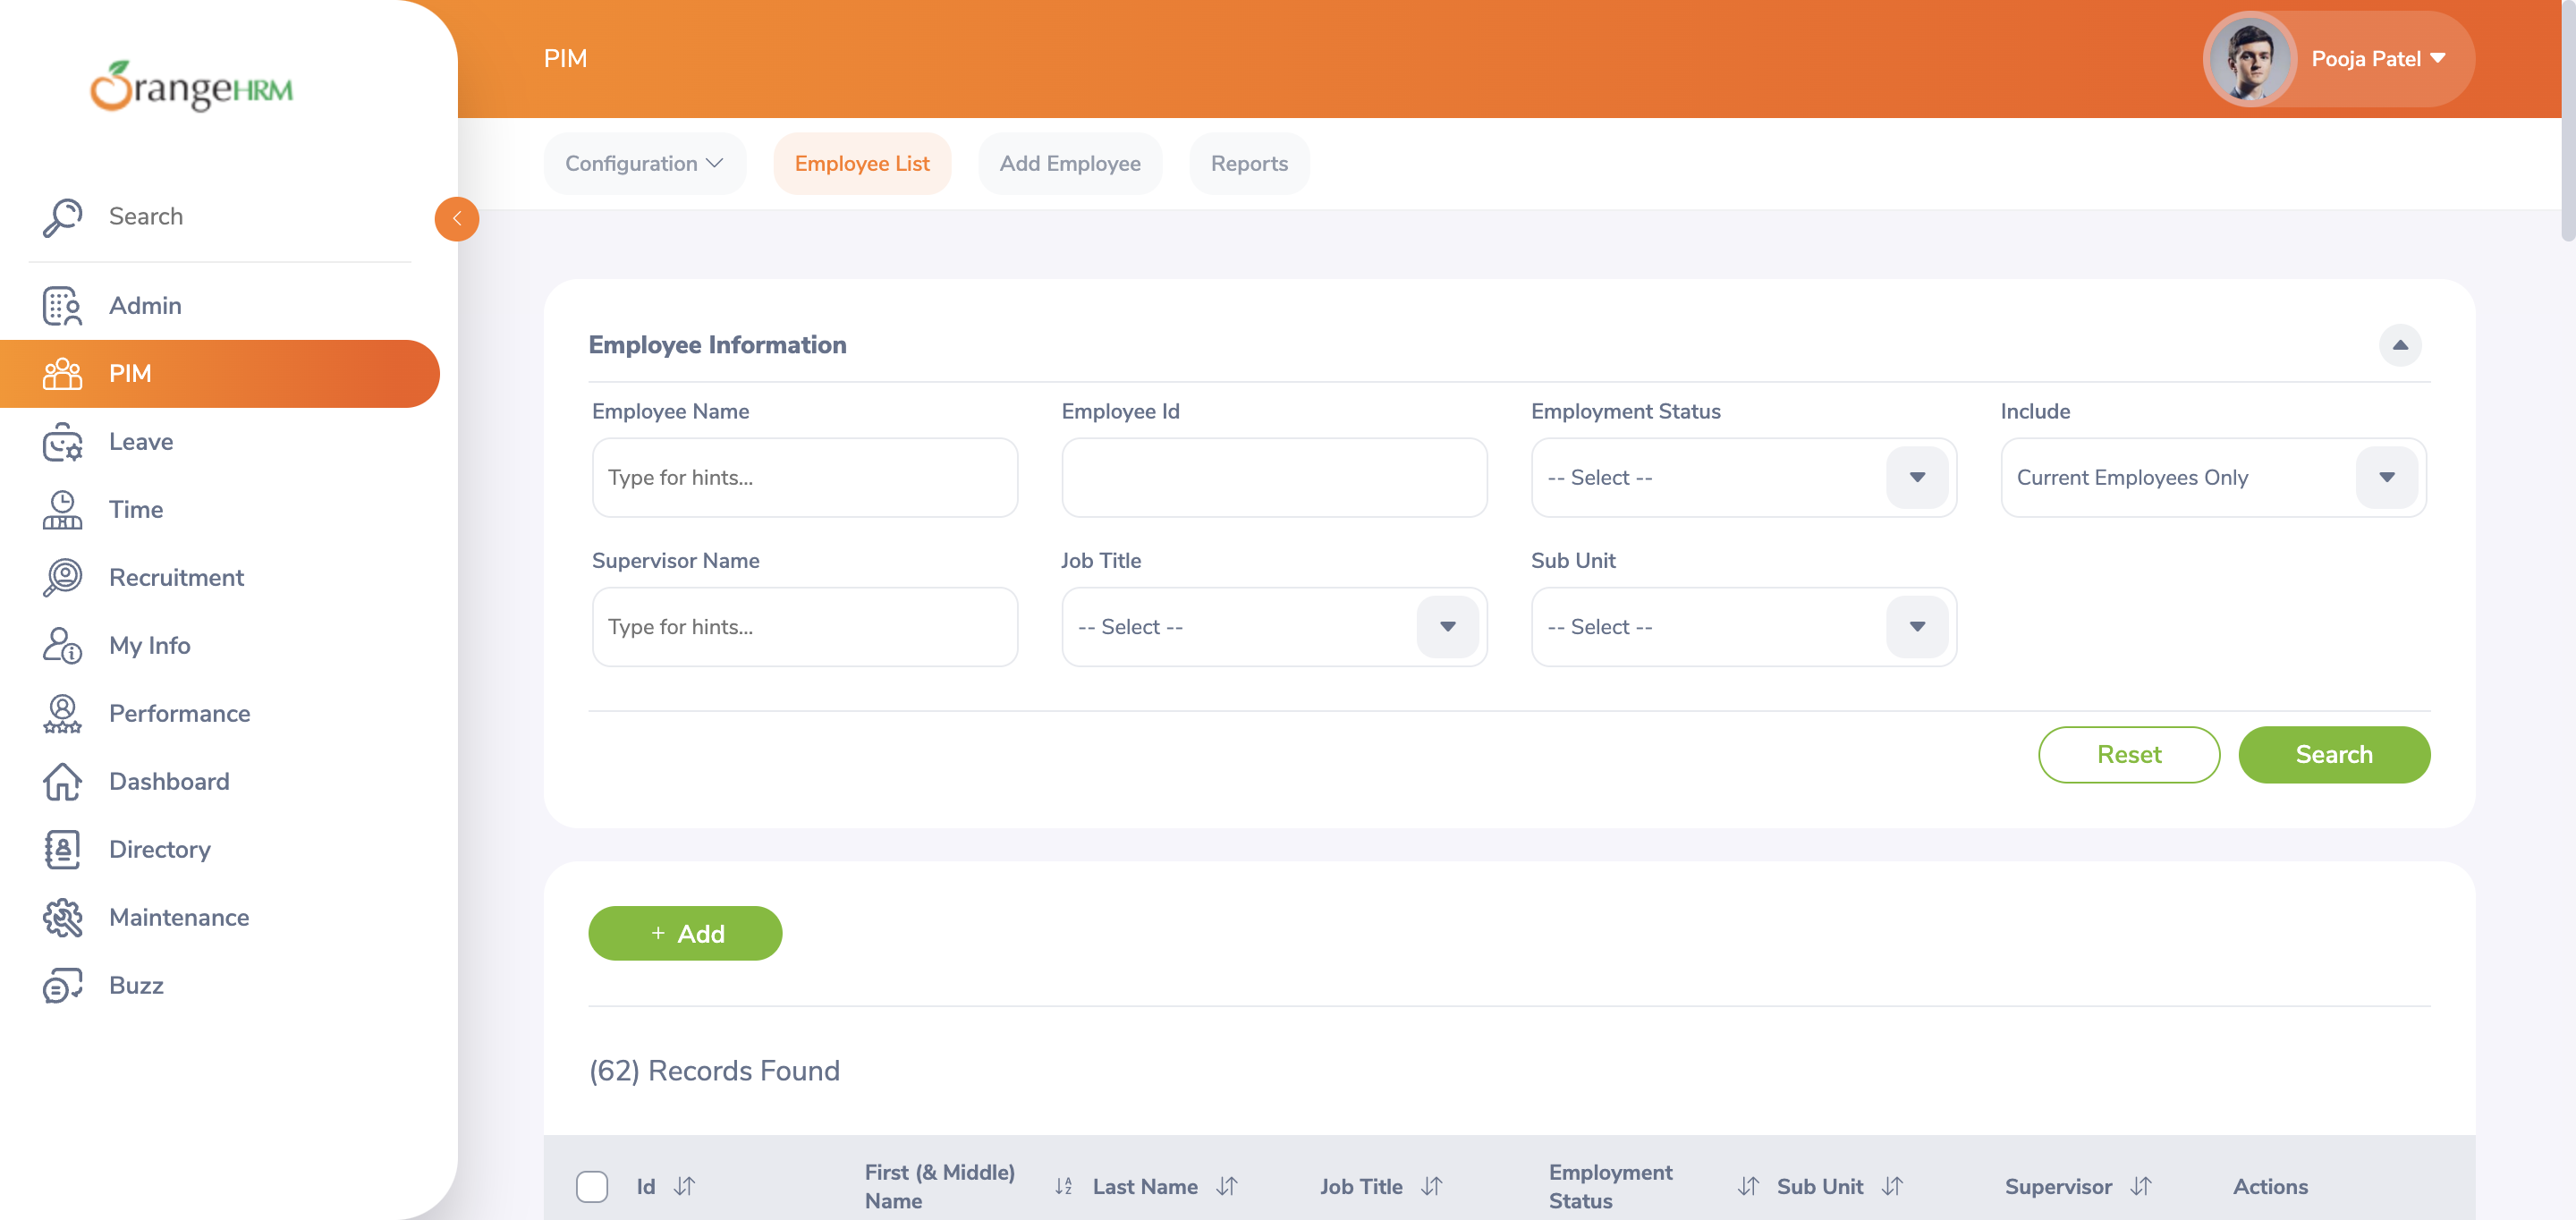 OrangeHRM
PIM
Pooja Patel
Configuration
Employee List
Add Employee
Reports
Search
Admin
PIM
Leave
Time
Recruitment
My Info
Performance
Dashboard
Directory
Maintenance
Buzz
Employee Information
Employee Name
Employee Id
Employment Status
Include
Type for hints...
-- Select --
Current Employees Only
Supervisor Name
Job Title
Sub Unit
Type for hints...
-- Select --
-- Select --
Reset
Search
+ Add
(62) Records Found
Id
First (& Middle)
Name
Last Name
Job Title
Employment
Status
Sub Unit
Supervisor
Actions